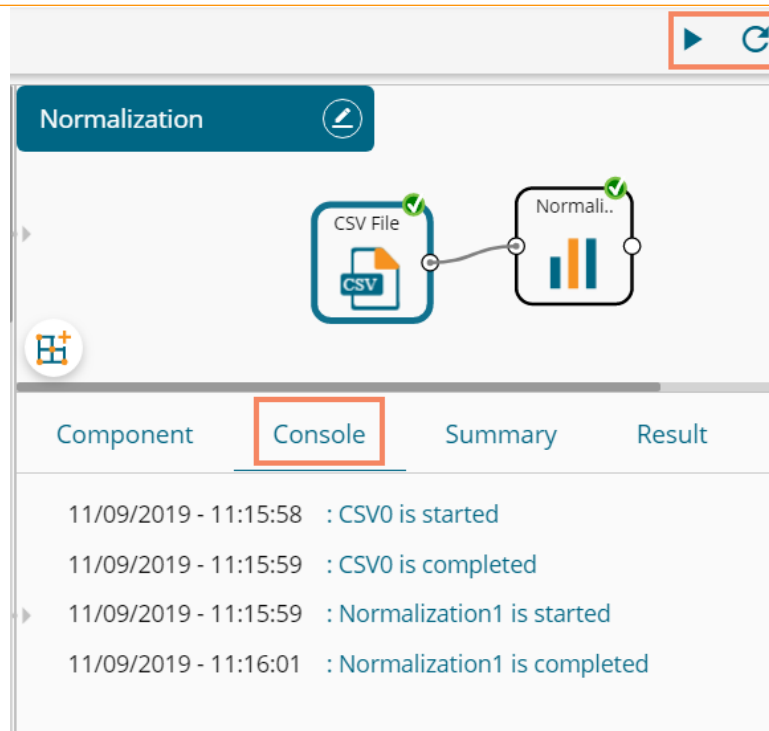 Normalization
CSV File
Normali..
CSV
Component Console Summary Result
11/09/2019 - 11:15:58 : CSV0 is started
11/09/2019 - 11:15:59 : CSV0 is completed
11/09/2019 - 11:15:59 : Normalization1 is started
11/09/2019 - 11:16:01 : Normalization1 is completed